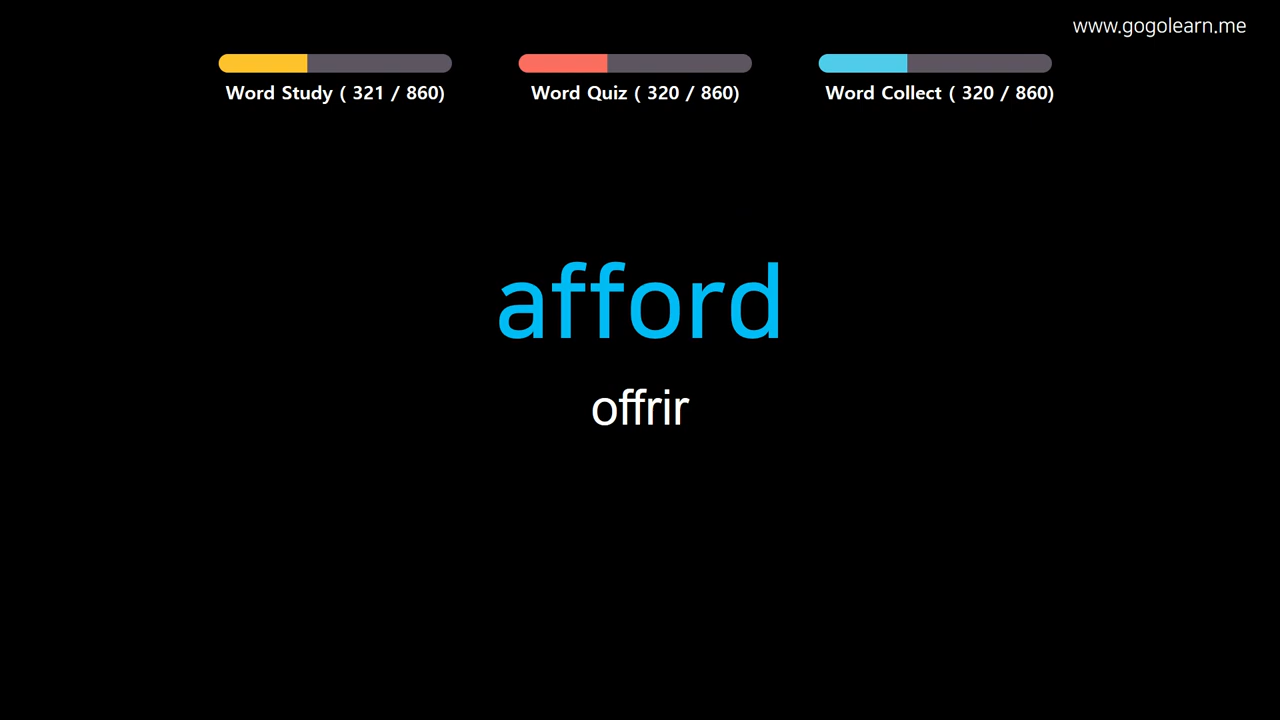 www.gogolearn.me
Word Study ( 321 / 860)
Word Quiz ( 320 / 860)
Word Collect ( 320 / 860)
afford
offrir